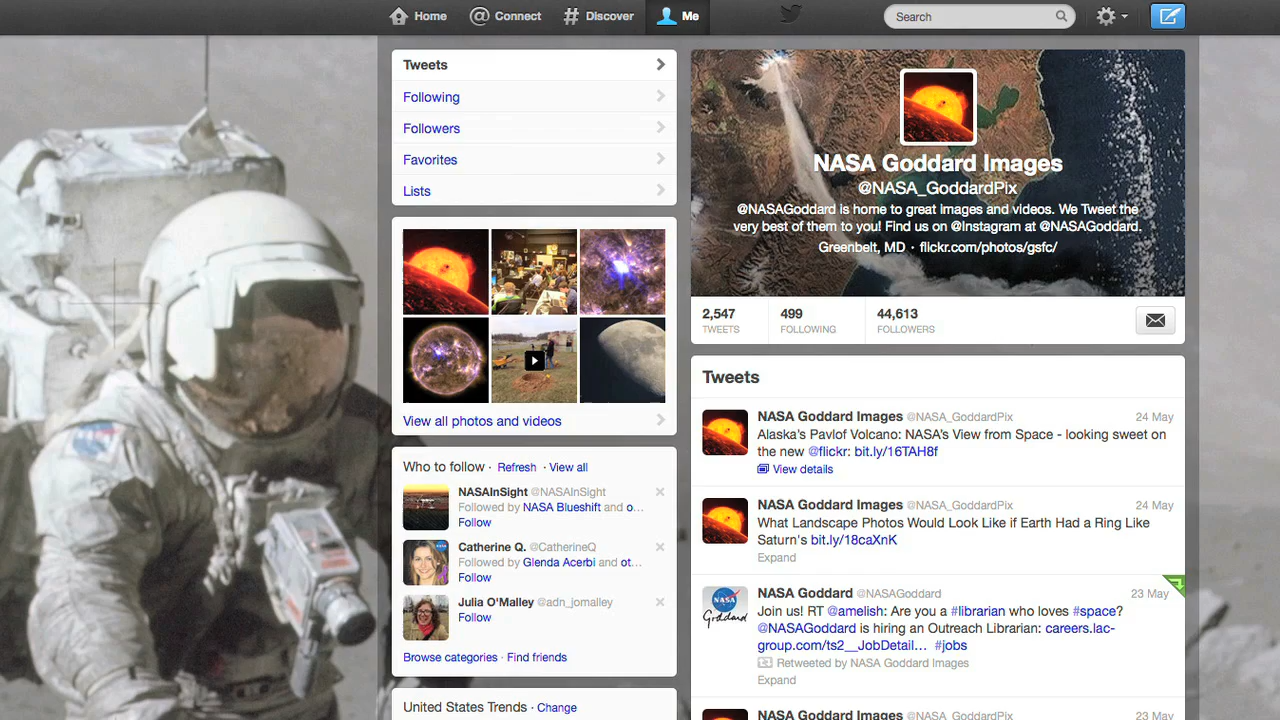 Home
Connect
Discover
Me
Search
Tweets
Following
Followers
Favorites
Lists
View all photos and videos
Who to follow · Refresh · View all
NASAInSight @NASAInSight
Followed by NASA Blueshift and o...
Follow
Catherine Q. @CatherineQ
Followed by Glenda Acerbi and ot...
Follow
Julia O'Malley @adn_jomalley
Follow
Browse categories · Find friends
United States Trends · Change
NASA Goddard Images
@NASA_GoddardPix
@NASAGoddard is home to great images and videos. We Tweet the
very best of them to you! Find us on @Instagram at @NASAGoddard.
Greenbelt, MD · flickr.com/photos/gsfc/
2,547
TWEETS
499
FOLLOWING
44,613
FOLLOWERS
Tweets
NASA Goddard Images @NASA_GoddardPix 24 May
Alaska's Pavlof Volcano: NASA's View from Space - looking sweet on
the new @flickr: bit.ly/16TAH8f
View details
NASA Goddard Images @NASA_GoddardPix 24 May
What Landscape Photos Would Look Like if Earth Had a Ring Like
Saturn's bit.ly/18caXnK
Expand
NASA
Goddard
NASA Goddard @NASAGoddard 23 May
Join us! RT @amelish: Are you a #librarian who loves #space?
@NASAGoddard is hiring an Outreach Librarian: careers.lac-
group.com/ts2__JobDetail... #jobs
Retweeted by NASA Goddard Images
Expand
NASA Goddard Images @NASA_GoddardPix 23 May